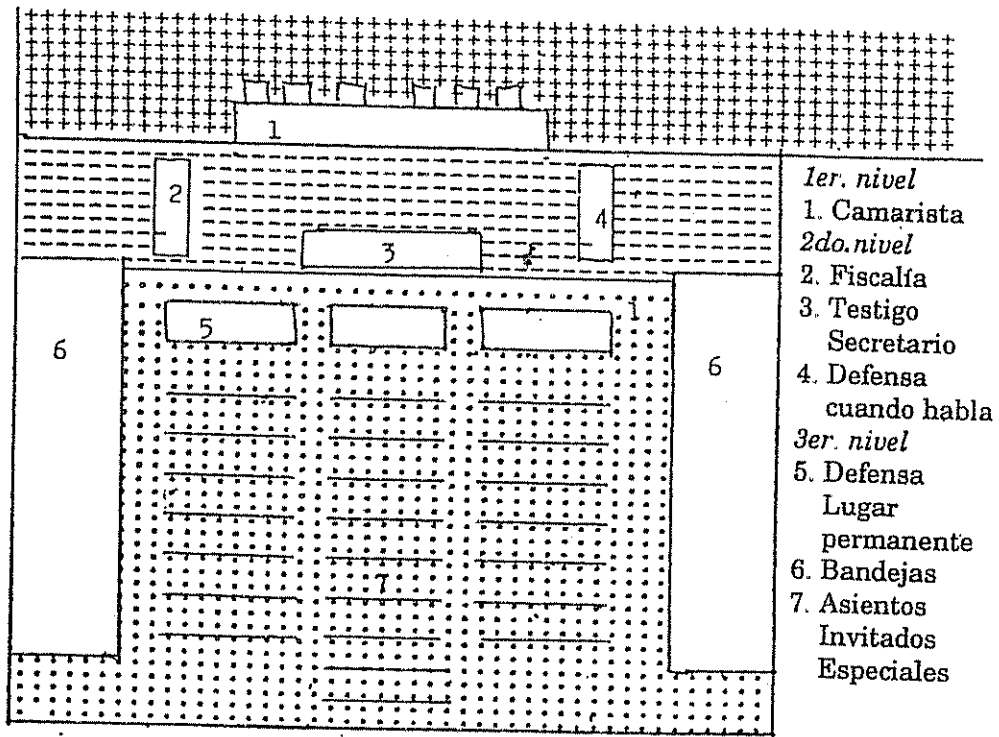 1
2
4
3
5
1
6
6
7
1er. nivel
1. Camarista
2do. nivel
2. Fiscalía
3. Testigo
Secretario
4. Defensa
cuando habla
3er. nivel
5. Defensa
Lugar
permanente
6. Bandejas
7. Asientos
Invitados
Especiales